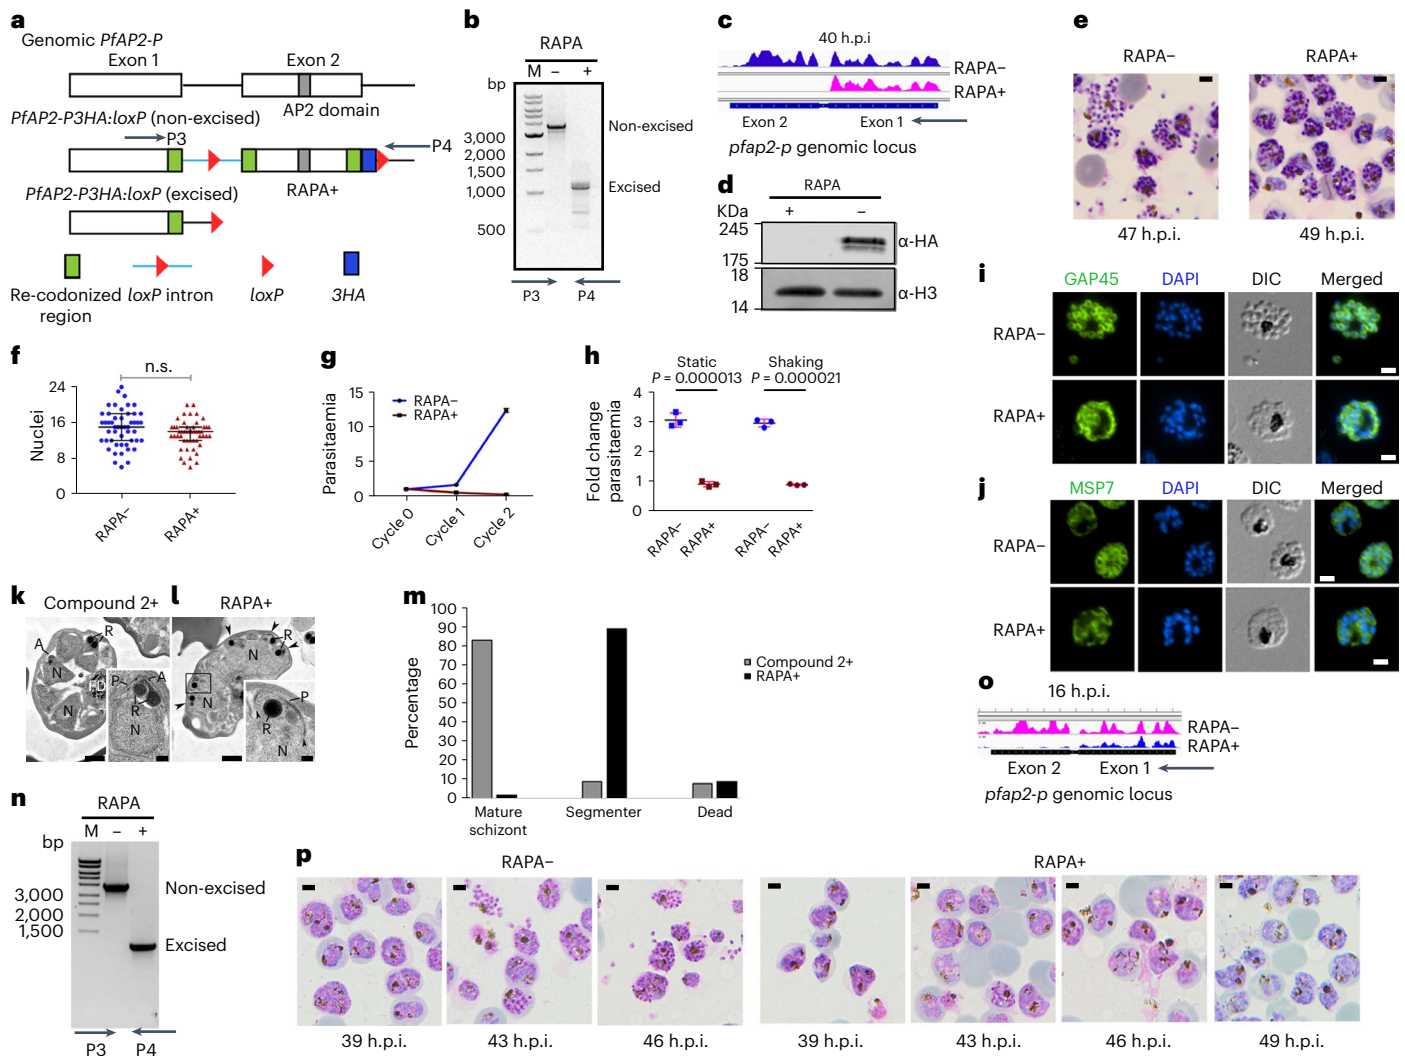 a
Genomic PfAP2-P
Exon 1
Exon 2
AP2 domain
PfAP2-P3HA:loxP (non-excised)
P3
P4
RAPA+
PfAP2-P3HA:loxP (excised)
Re-codonized region
loxP intron
loxP
3HA
b
RAPA
M – +
bp
3,000
2,000
1,500
1,000
500
Non-excised
Excised
P3
P4
c
40 h.p.i
RAPA–
RAPA+
Exon 2
Exon 1
pfap2-p genomic locus
d
RAPA
KDa
+ –
245
175
18
14
α-HA
α-H3
e
RAPA–
RAPA+
47 h.p.i.
49 h.p.i.
f
n.s.
Nuclei
24
16
8
0
RAPA–
RAPA+
g
Parasitaemia
15
10
5
0
RAPA–
RAPA+
Cycle 0
Cycle 1
Cycle 2
h
Static
P = 0.000013
Shaking
P = 0.000021
Fold change
parasitaemia
4
3
2
1
0
RAPA–
RAPA+
RAPA–
RAPA+
i
GAP45
DAPI
DIC
Merged
RAPA–
RAPA+
j
MSP7
DAPI
DIC
Merged
RAPA–
RAPA+
k
Compound 2+
A
R
N
HD
N
P
A
R
N
l
RAPA+
R
N
N
P
R
N
m
Percentage
100
90
80
70
60
50
40
30
20
10
0
Mature
schizont
Segmenter
Dead
Compound 2+
RAPA+
n
RAPA
M – +
bp
3,000
2,000
1,500
Non-excised
Excised
P3
P4
o
16 h.p.i.
RAPA–
RAPA+
Exon 2
Exon 1
pfap2-p genomic locus
p
RAPA–
RAPA+
39 h.p.i.
43 h.p.i.
46 h.p.i.
39 h.p.i.
43 h.p.i.
46 h.p.i.
49 h.p.i.